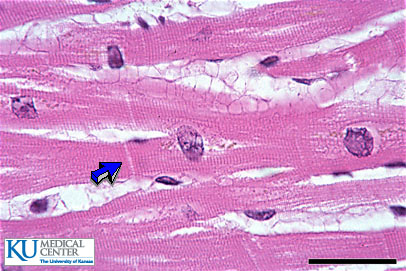 KU MEDICAL
CENTER
The University of Kansas